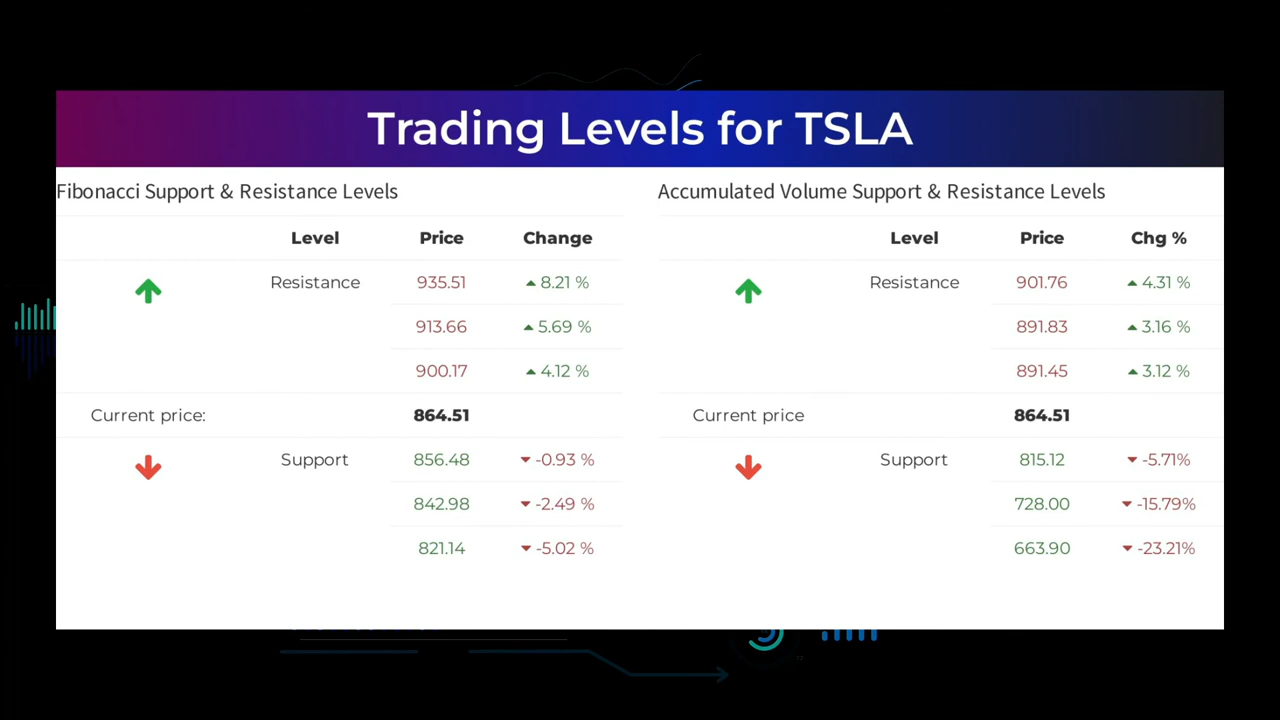 Trading Levels for TSLA
Fibonacci Support & Resistance Levels
Level Price Change
Resistance 935.51 8.21 %
913.66 5.69 %
900.17 4.12 %
Current price: 864.51
Support 856.48 -0.93 %
842.98 -2.49 %
821.14 -5.02 %
Accumulated Volume Support & Resistance Levels
Level Price Chg %
Resistance 901.76 4.31 %
891.83 3.16 %
891.45 3.12 %
Current price 864.51
Support 815.12 -5.71%
728.00 -15.79%
663.90 -23.21%